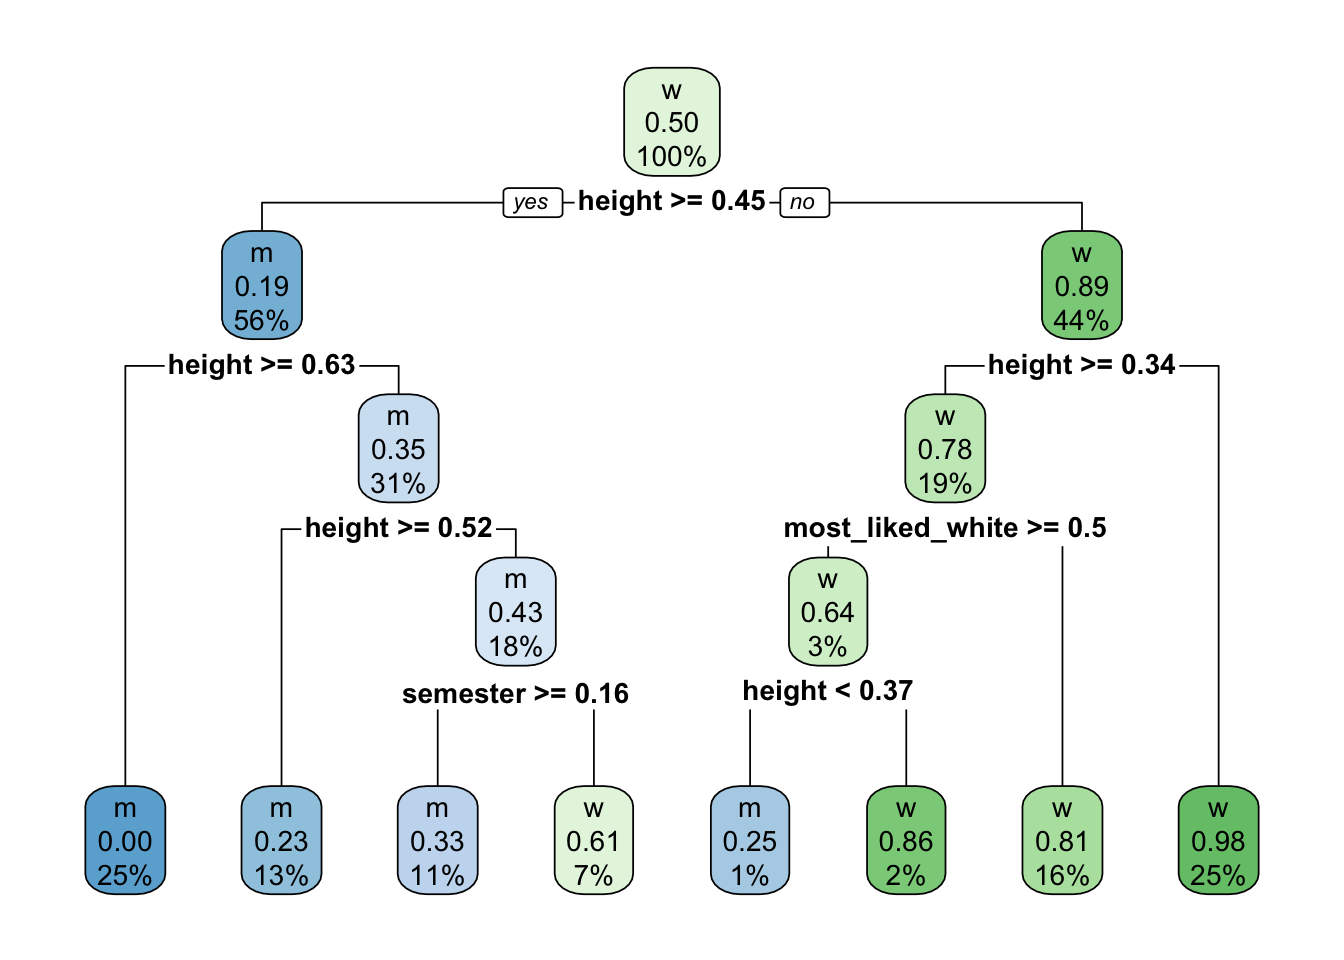 w
0.50
100%
yes
height >= 0.45
no
m
0.19
56%
w
0.89
44%
height >= 0.63
height >= 0.34
m
0.35
31%
w
0.78
19%
height >= 0.52
most_liked_white >= 0.5
m
0.43
18%
w
0.64
3%
semester >= 0.16
height < 0.37
m
0.00
25%
m
0.23
13%
m
0.33
11%
w
0.61
7%
m
0.25
1%
w
0.86
2%
w
0.81
16%
w
0.98
25%